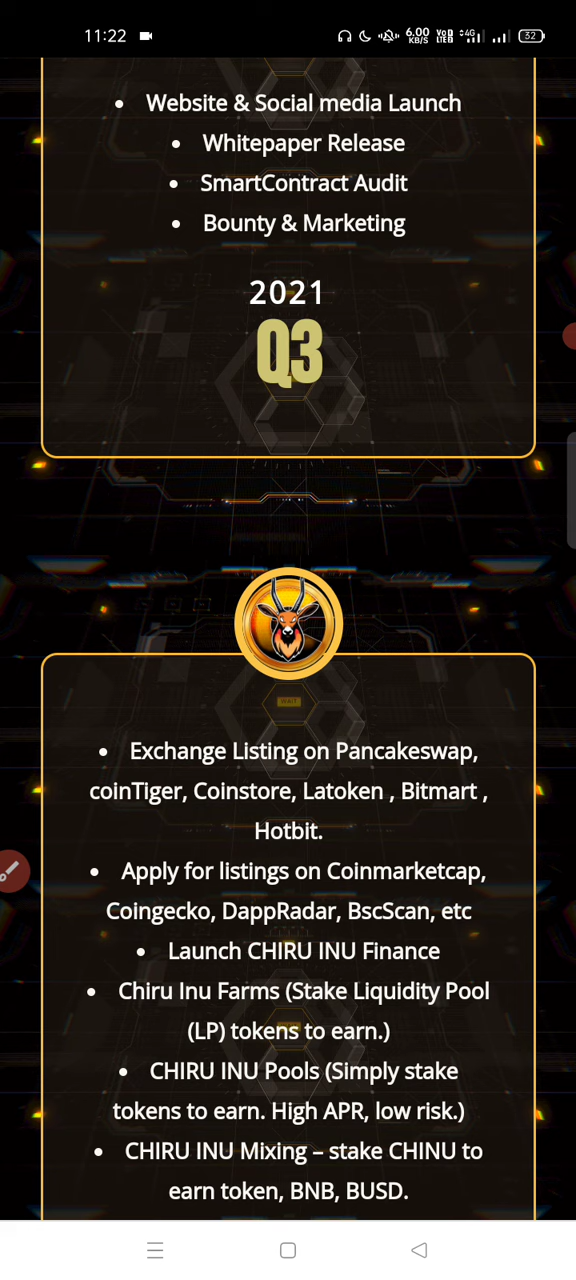 11:22
6.00 KB/S
VoD LTE2
4G
32
• Website & Social media Launch
• Whitepaper Release
• SmartContract Audit
• Bounty & Marketing
2021
Q3
WAIT
• Exchange Listing on Pancakeswap,
coinTiger, Coinstore, Latoken , Bitmart ,
Hotbit.
• Apply for listings on Coinmarketcap,
Coingecko, DappRadar, BscScan, etc
• Launch CHIRU INU Finance
• Chiru Inu Farms (Stake Liquidity Pool
(LP) tokens to earn.)
• CHIRU INU Pools (Simply stake
tokens to earn. High APR, low risk.)
• CHIRU INU Mixing – stake CHINU to
earn token, BNB, BUSD.